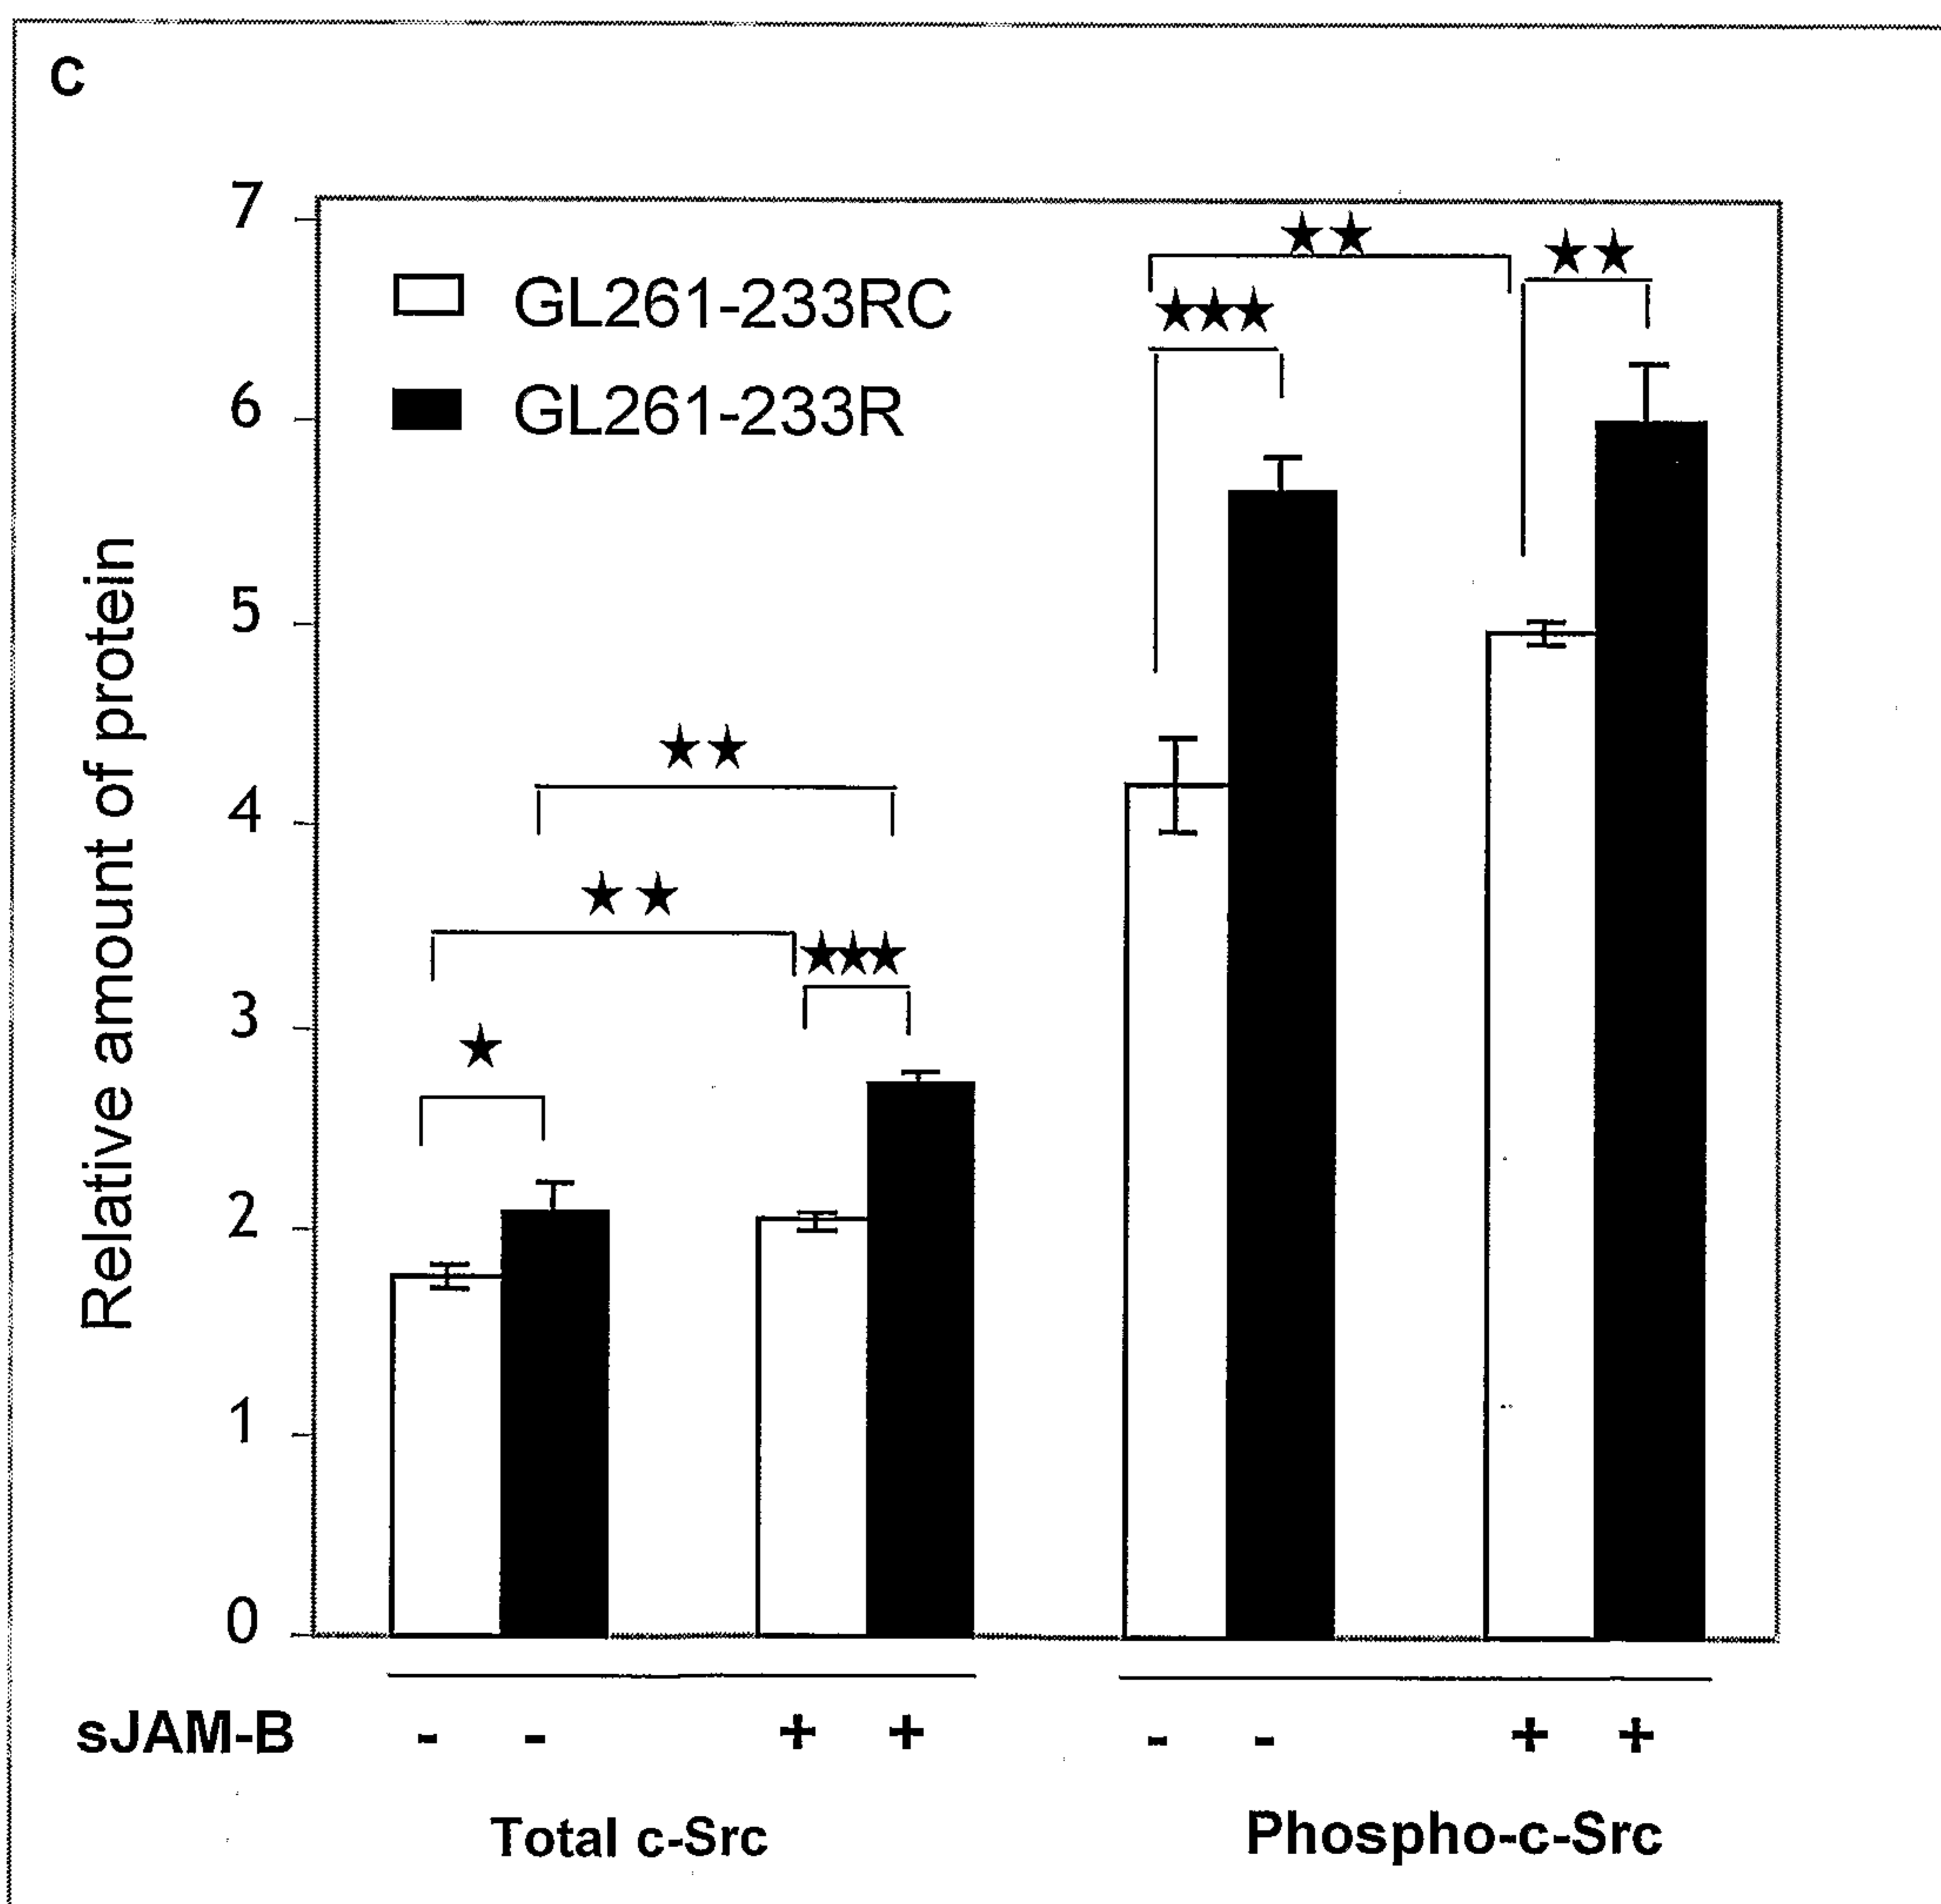 C
7
6
5
4
3
2
1
0
Relative amount of protein
GL261-233RC
GL261-233R
★★
★★
★★★
★★
★★
★★★
★
sJAM-B - - + + - - + +
Total c-Src Phospho-c-Src